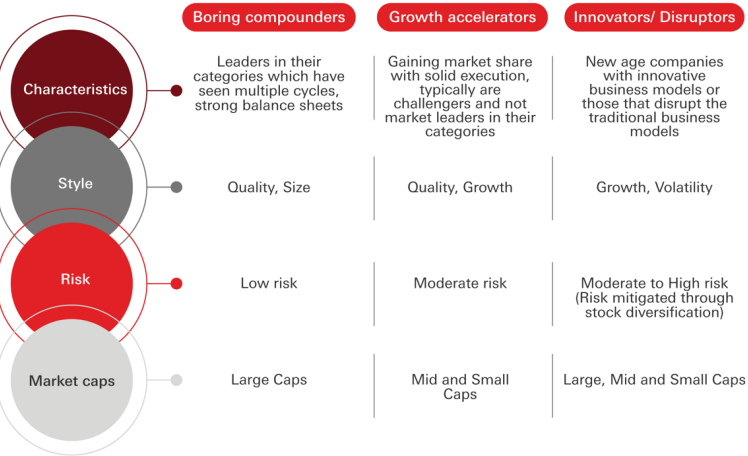 Boring compounders
Growth accelerators
Innovators/ Disruptors
Characteristics
Leaders in their
categories which have
seen multiple cycles,
strong balance sheets
Gaining market share
with solid execution,
typically are
challengers and not
market leaders in their
categories
New age companies
with innovative
business models or
those that disrupt the
traditional business
models
Style
Quality, Size
Quality, Growth
Growth, Volatility
Risk
Low risk
Moderate risk
Moderate to High risk
(Risk mitigated through
stock diversification)
Market caps
Large Caps
Mid and Small
Caps
Large, Mid and Small Caps